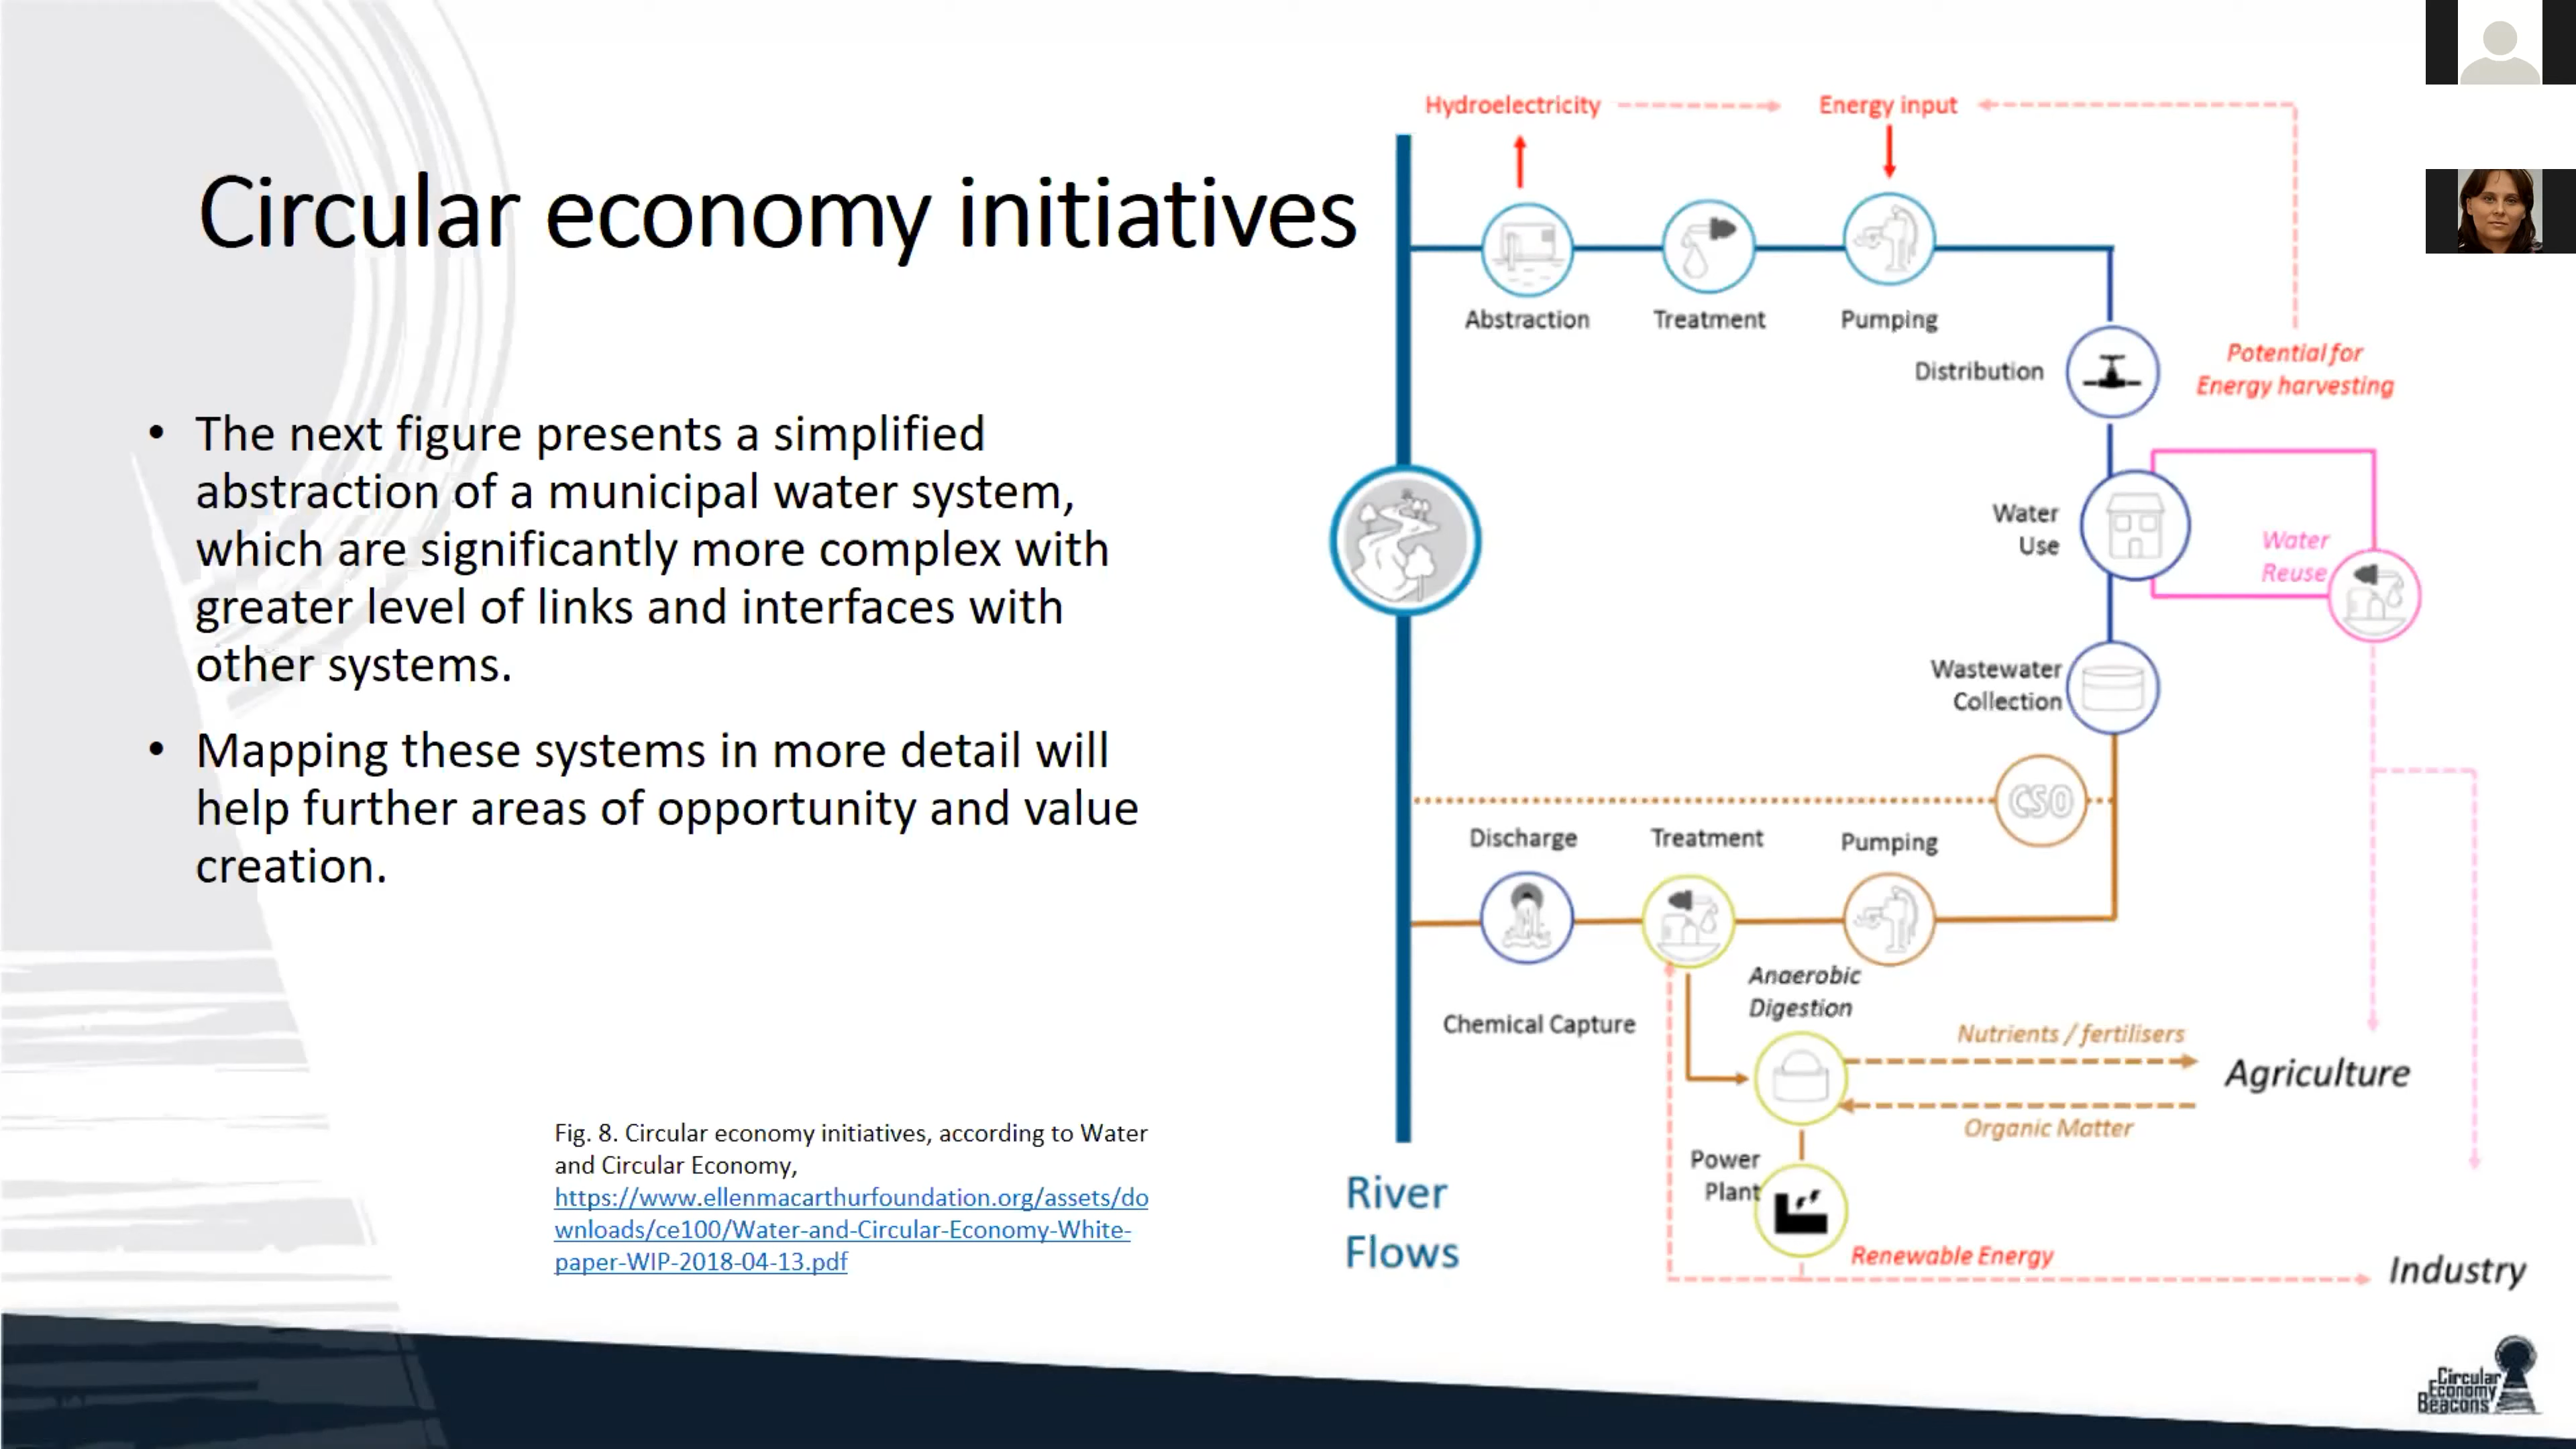 Circular economy initiatives
• The next figure presents a simplified
abstraction of a municipal water system,
which are significantly more complex with
greater level of links and interfaces with
other systems.
• Mapping these systems in more detail will
help further areas of opportunity and value
creation.
Fig. 8. Circular economy initiatives, according to Water
and Circular Economy,
https://www.ellenmacarthurfoundation.org/assets/do
wnloads/ce100/Water-and-Circular-Economy-White-
paper-WIP-2018-04-13.pdf
Hydroelectricity
Energy input
Abstraction
Treatment
Pumping
Distribution
Potential for
Energy harvesting
Water
Use
Water
Reuse
Wastewater
Collection
CSO
Discharge
Treatment
Pumping
Chemical Capture
Anaerobic
Digestion
Nutrients / fertilisers
Agriculture
Organic Matter
Power
Plant
Renewable Energy
Industry
River
Flows
Circular
Economy
Beacons